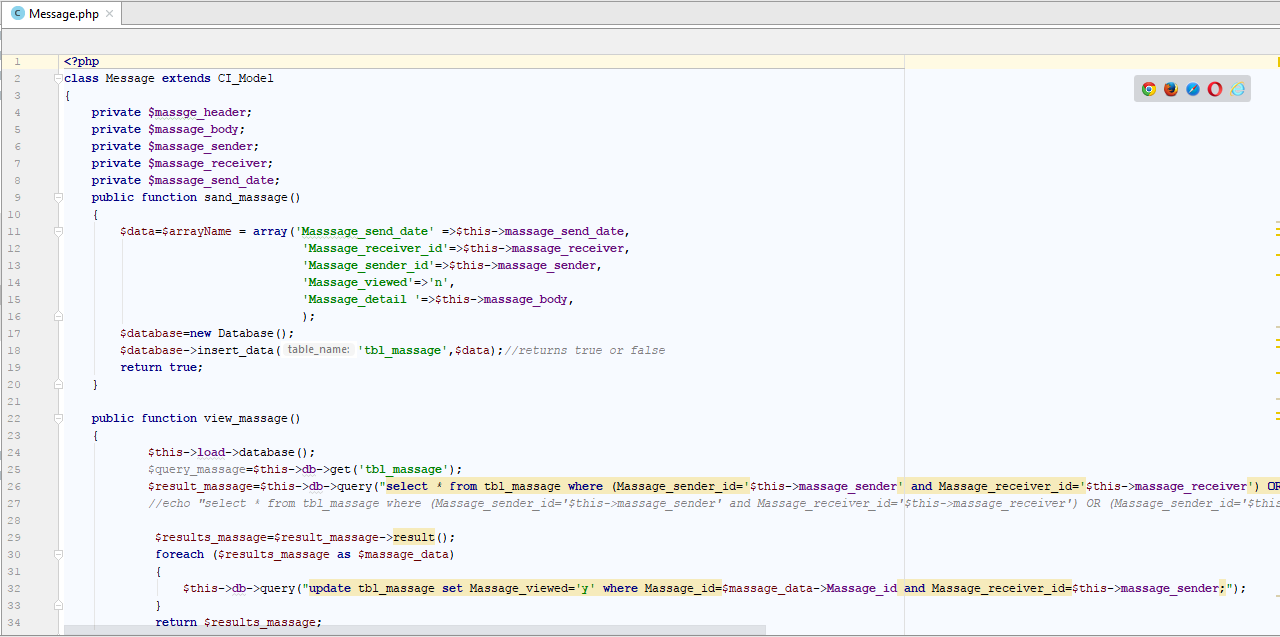 Message.php
1 <?php
2 class Message extends CI_Model
3 {
4 private $massge_header;
5 private $massage_body;
6 private $massage_sender;
7 private $massage_receiver;
8 private $massage_send_date;
9 public function sand_massage()
10 {
11 $data=$arrayName = array('Masssage_send_date' =>$this->massage_send_date,
12 'Massage_receiver_id'=>$this->massage_receiver,
13 'Massage_sender_id'=>$this->massage_sender,
14 'Massage_viewed'=>'n',
15 'Massage_detail '=>$this->massage_body,
16 );
17 $database=new Database();
18 $database->insert_data( table_name: 'tbl_massage',$data);//returns true or false
19 return true;
20 }
21
22 public function view_massage()
23 {
24 $this->load->database();
25 $query_massage=$this->db->get('tbl_massage');
26 $result_massage=$this->db->query("select * from tbl_massage where (Massage_sender_id='$this->massage_sender' and Massage_receiver_id='$this->massage_receiver') OR
27 //echo "select * from tbl_massage where (Massage_sender_id='$this->massage_sender' and Massage_receiver_id='$this->massage_receiver') OR (Massage_sender_id='$this
28
29 $results_massage=$result_massage->result();
30 foreach ($results_massage as $massage_data)
31 {
32 $this->db->query("update tbl_massage set Massage_viewed='y' where Massage_id=$massage_data->Massage_id and Massage_receiver_id=$this->massage_sender;");
33 }
34 return $results_massage;